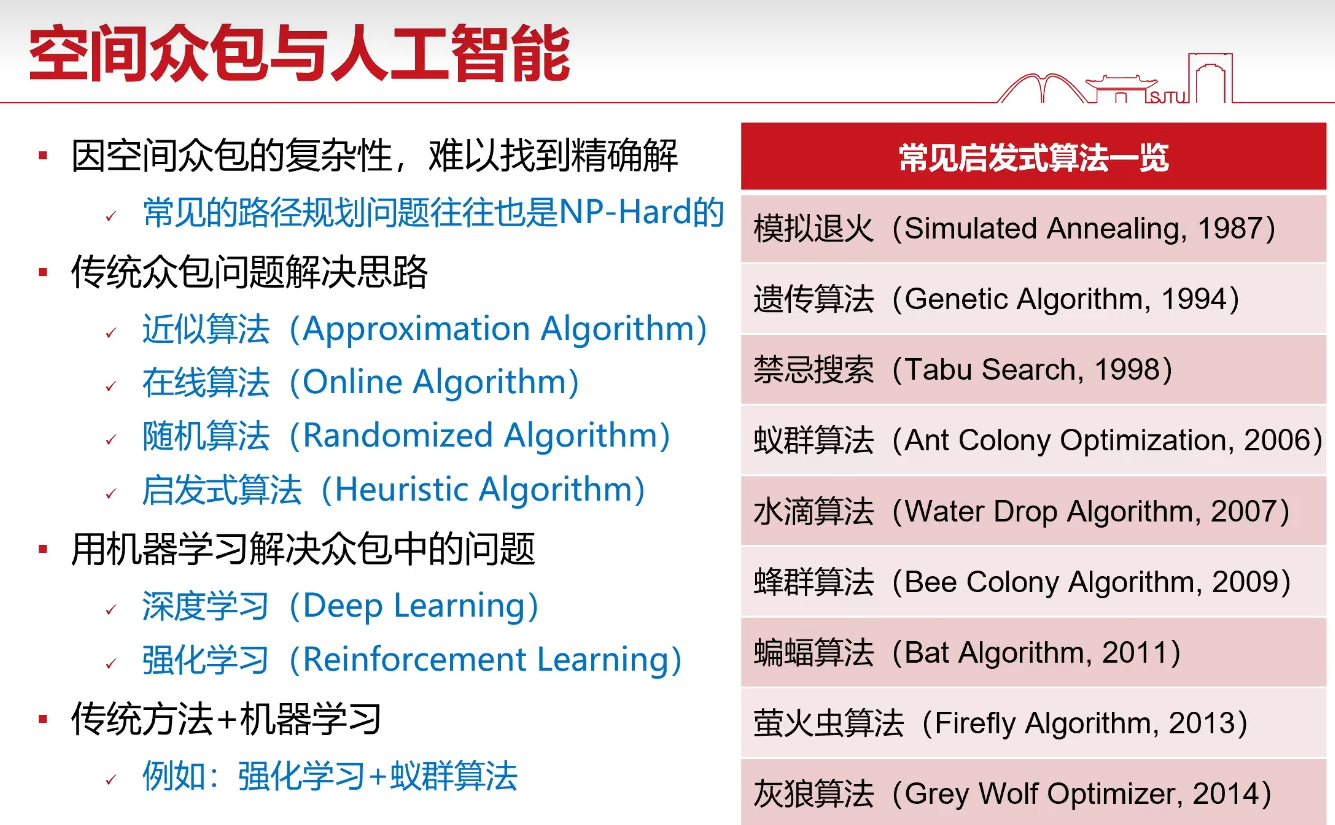 空间众包与人工智能
SJTU
因空间众包的复杂性，难以找到精确解
常见的路径规划问题往往也是NP-Hard的
传统众包问题解决思路
近似算法（Approximation Algorithm）
在线算法（Online Algorithm）
随机算法（Randomized Algorithm）
启发式算法（Heuristic Algorithm）
用机器学习解决众包中的问题
深度学习（Deep Learning）
强化学习（Reinforcement Learning）
传统方法+机器学习
例如：强化学习+蚁群算法
常见启发式算法一览
模拟退火（Simulated Annealing, 1987）
遗传算法（Genetic Algorithm, 1994）
禁忌搜索（Tabu Search, 1998）
蚁群算法（Ant Colony Optimization, 2006）
水滴算法（Water Drop Algorithm, 2007）
蜂群算法（Bee Colony Algorithm, 2009）
蝙蝠算法（Bat Algorithm, 2011）
萤火虫算法（Firefly Algorithm, 2013）
灰狼算法（Grey Wolf Optimizer, 2014）